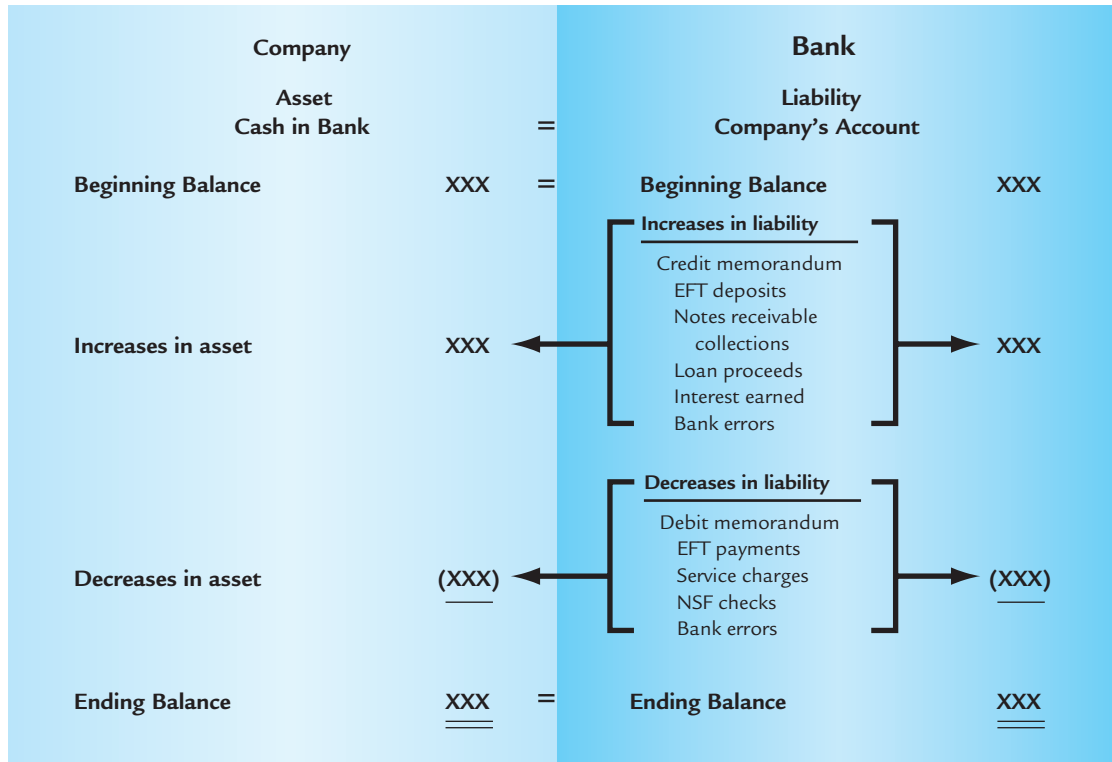 Company Bank
Asset Liability
Cash in Bank = Company's Account
Beginning Balance XXX = Beginning Balance XXX
Increases in liability
Credit memorandum
EFT deposits
Notes receivable
collections
Increases in asset XXX XXX
Loan proceeds
Interest earned
Bank errors
Decreases in liability
Debit memorandum
EFT payments
Decreases in asset (XXX) Service charges (XXX)
NSF checks
Bank errors
Ending Balance XXX = Ending Balance XXX